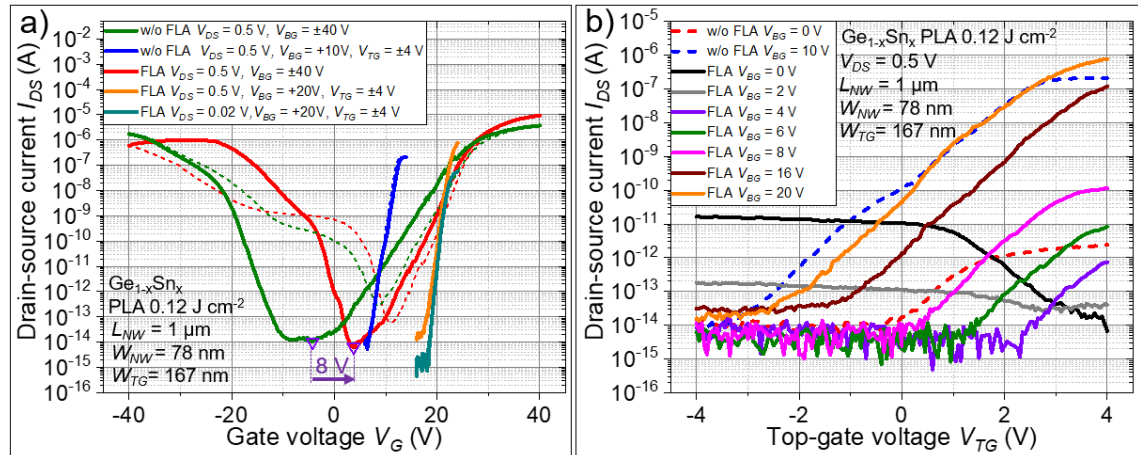 a)
w/o FLA V_DS = 0.5 V, V_BG = ±40 V
w/o FLA V_DS = 0.5 V, V_BG = +10V, V_TG = ±4 V
FLA V_DS = 0.5 V, V_BG = ±40 V
FLA V_DS = 0.5 V, V_BG = +20V, V_TG = ±4 V
FLA V_DS = 0.02 V, V_BG = +20V, V_TG = ±4 V
Drain-source current I_DS (A)
10⁻²
10⁻³
10⁻⁴
10⁻⁵
10⁻⁶
10⁻⁷
10⁻⁸
10⁻⁹
10⁻¹⁰
10⁻¹¹
10⁻¹²
10⁻¹³
10⁻¹⁴
10⁻¹⁵
10⁻¹⁶
Ge₁₋ₓSnₓ
PLA 0.12 J cm⁻²
L_NW = 1 µm
W_NW = 78 nm
W_TG = 167 nm
8 V
-40 -20 0 20 40
Gate voltage V_G (V)
b)
w/o FLA V_BG = 0 V
w/o FLA V_BG = 10 V
FLA V_BG = 0 V
FLA V_BG = 2 V
FLA V_BG = 4 V
FLA V_BG = 6 V
FLA V_BG = 8 V
FLA V_BG = 16 V
FLA V_BG = 20 V
Ge₁₋ₓSnₓ PLA 0.12 J cm⁻²
V_DS = 0.5 V
L_NW = 1 µm
W_NW = 78 nm
W_TG = 167 nm
Drain-source current I_DS (A)
10⁻⁵
10⁻⁶
10⁻⁷
10⁻⁸
10⁻⁹
10⁻¹⁰
10⁻¹¹
10⁻¹²
10⁻¹³
10⁻¹⁴
10⁻¹⁵
10⁻¹⁶
-4 -2 0 2 4
Top-gate voltage V_TG (V)